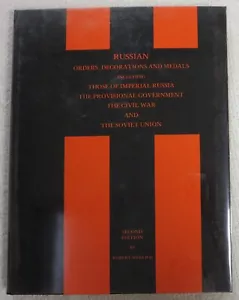 RUSSIAN
ORDERS, DECORATIONS AND MEDALS
INCLUDING
THOSE OF IMPERIAL RUSSIA
THE PROVISIONAL GOVERNMENT
THE CIVIL WAR
AND
THE SOVIET UNION
SECOND
EDITION
BY